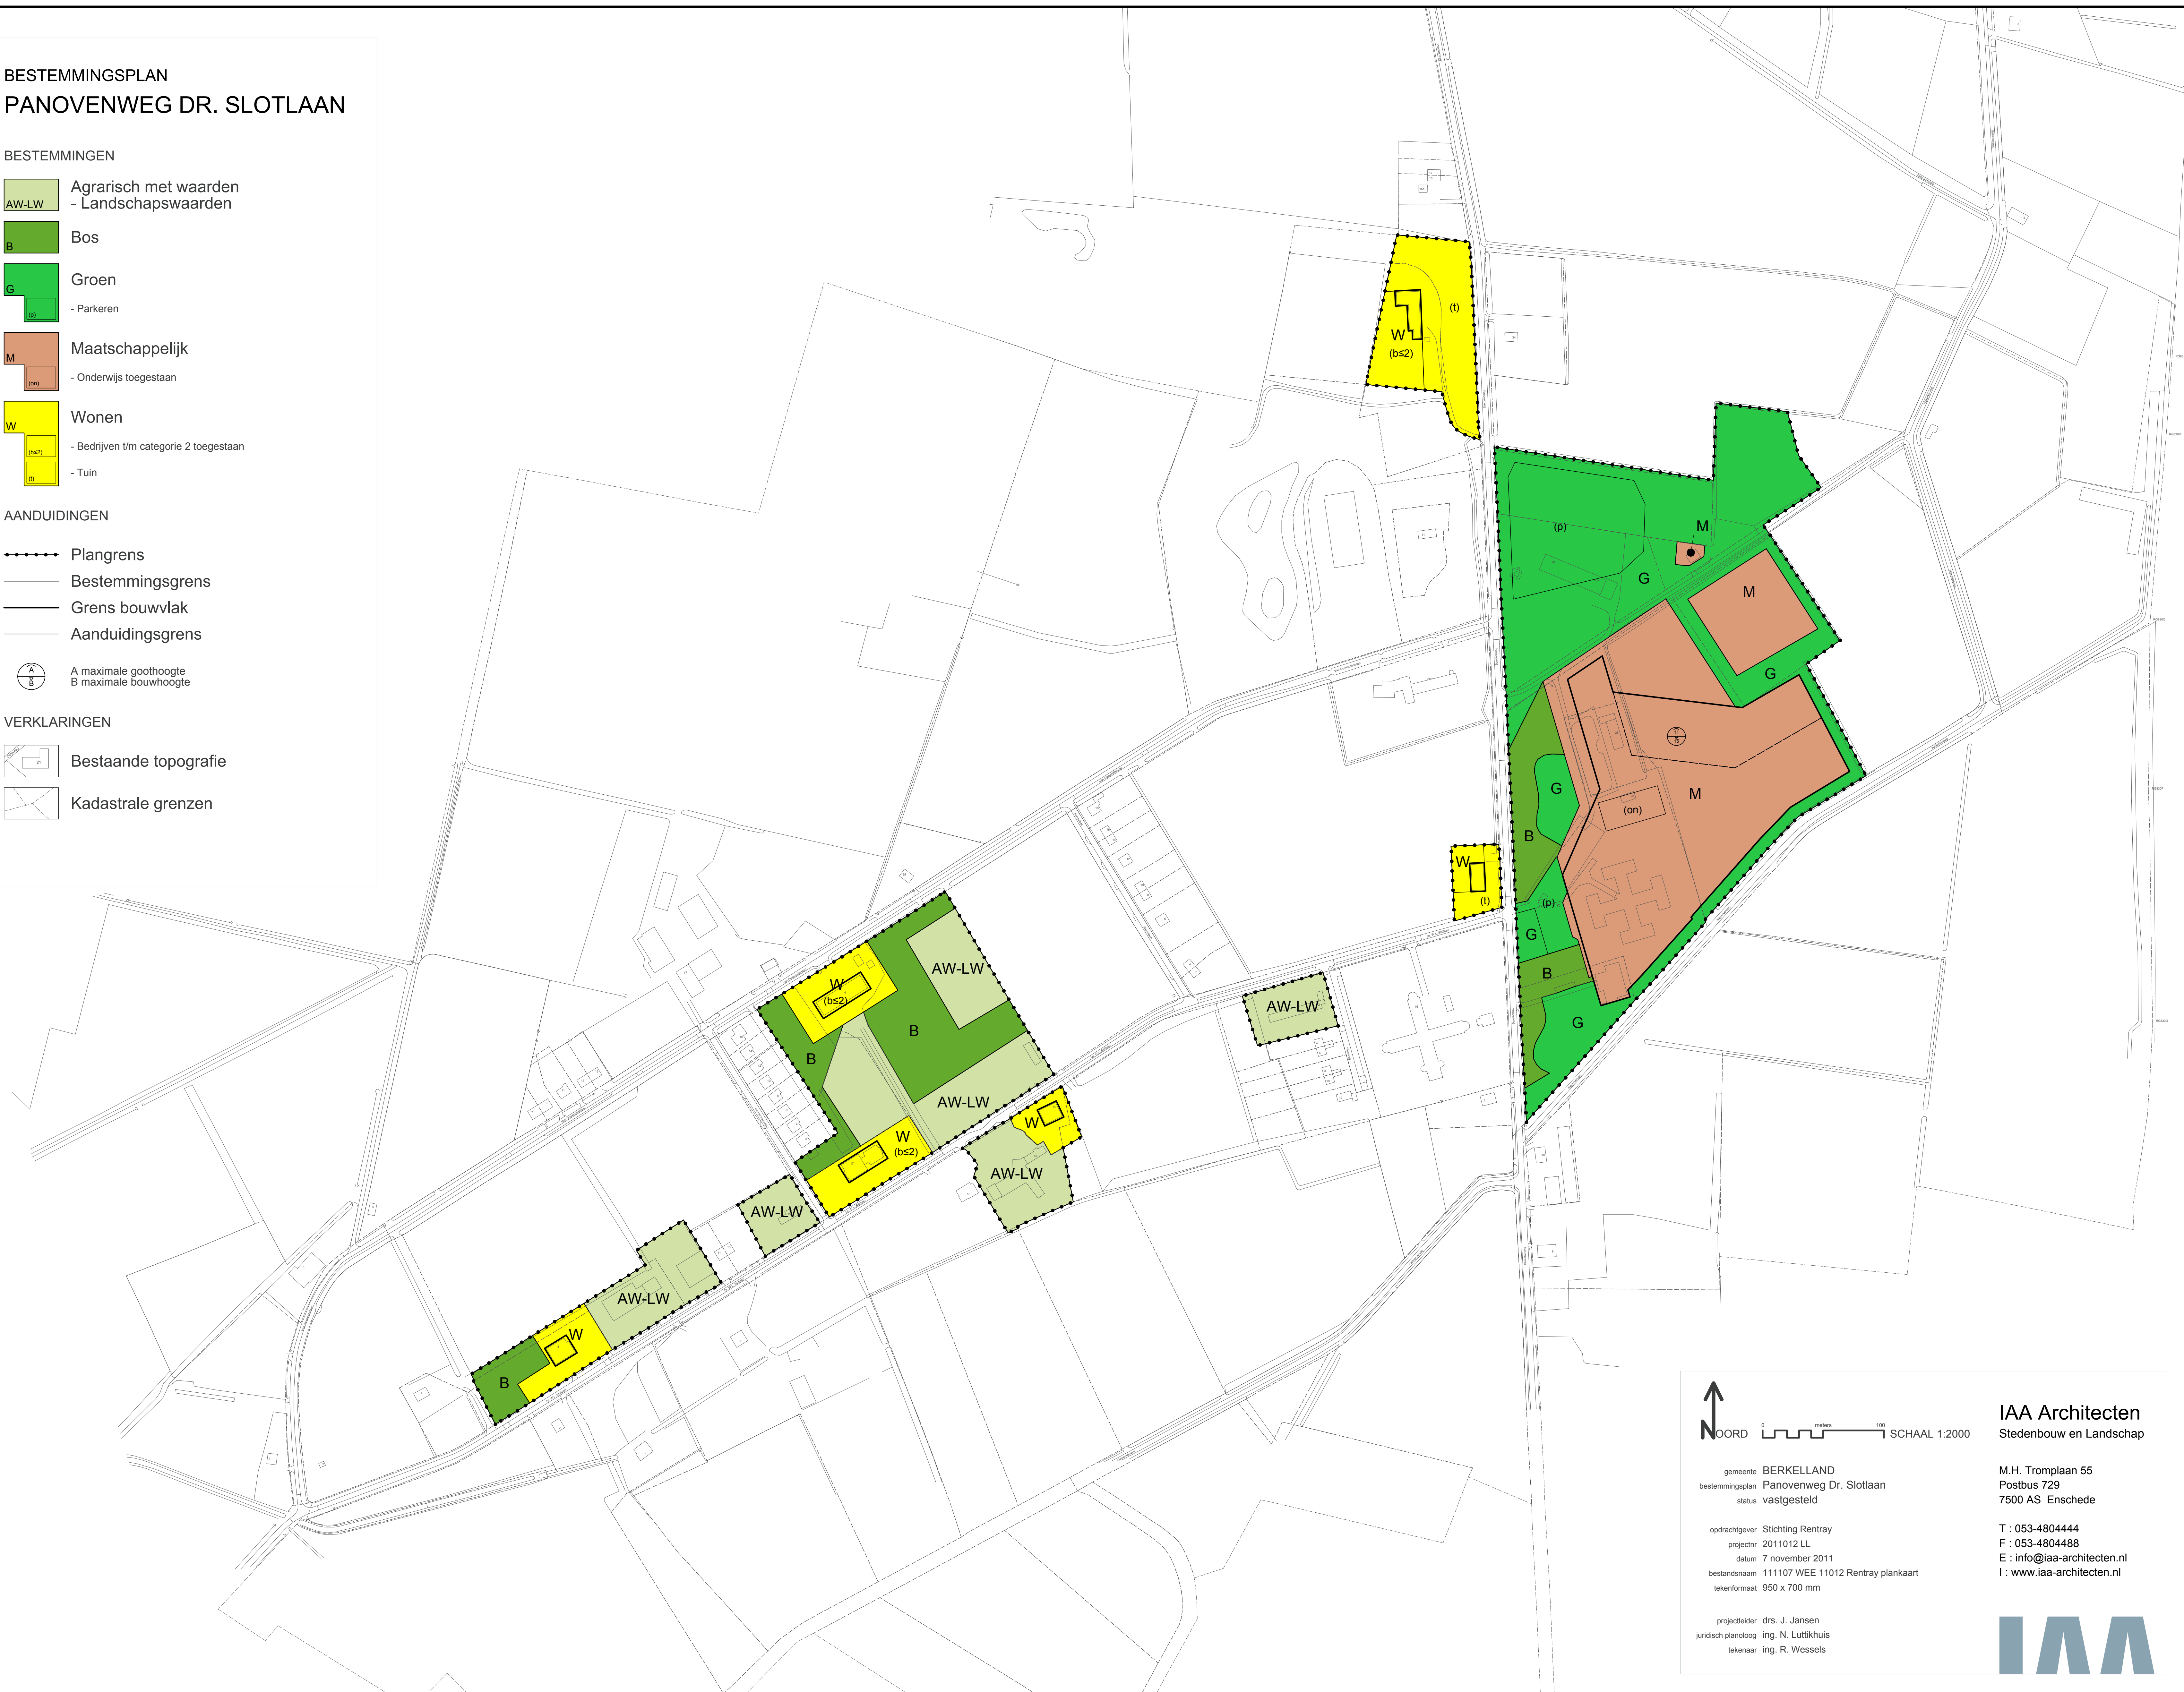 BESTEMMINGSPLAN
PANOVENWEG DR. SLOTLAAN
BESTEMMINGEN
AW-LW
Agrarisch met waarden
- Landschapswaarden
B
Bos
G
Groen
(p)
- Parkeren
M
Maatschappelijk
(on)
- Onderwijs toegestaan
W
Wonen
(b≤2)
- Bedrijven t/m categorie 2 toegestaan
(t)
- Tuin
AANDUIDINGEN
Plangrens
Bestemmingsgrens
Grens bouwvlak
Aanduidingsgrens
A
B
A maximale goothoogte
B maximale bouwhoogte
VERKLARINGEN
21
Bestaande topografie
Kadastrale grenzen
(t)
W
(b≤2)
(p)
M
G
M
G
G
M
(on)
B
W
(t)
(p)
G
B
G
AW-LW
AW-LW
W
(b≤2)
B
B
AW-LW
W
W
(b≤2)
AW-LW
AW-LW
AW-LW
W
B
NOORD
0 meters 100
SCHAAL 1:2000
IAA Architecten
Stedenbouw en Landschap
gemeente BERKELLAND
bestemmingsplan Panovenweg Dr. Slotlaan
status vastgesteld
opdrachtgever Stichting Rentray
projectnr 2011012 LL
datum 7 november 2011
bestandsnaam 111107 WEE 11012 Rentray plankaart
tekenformaat 950 x 700 mm
projectleider drs. J. Jansen
juridisch planoloog ing. N. Luttikhuis
tekenaar ing. R. Wessels
M.H. Tromplaan 55
Postbus 729
7500 AS Enschede
T : 053-4804444
F : 053-4804488
E : info@iaa-architecten.nl
I : www.iaa-architecten.nl
IAA